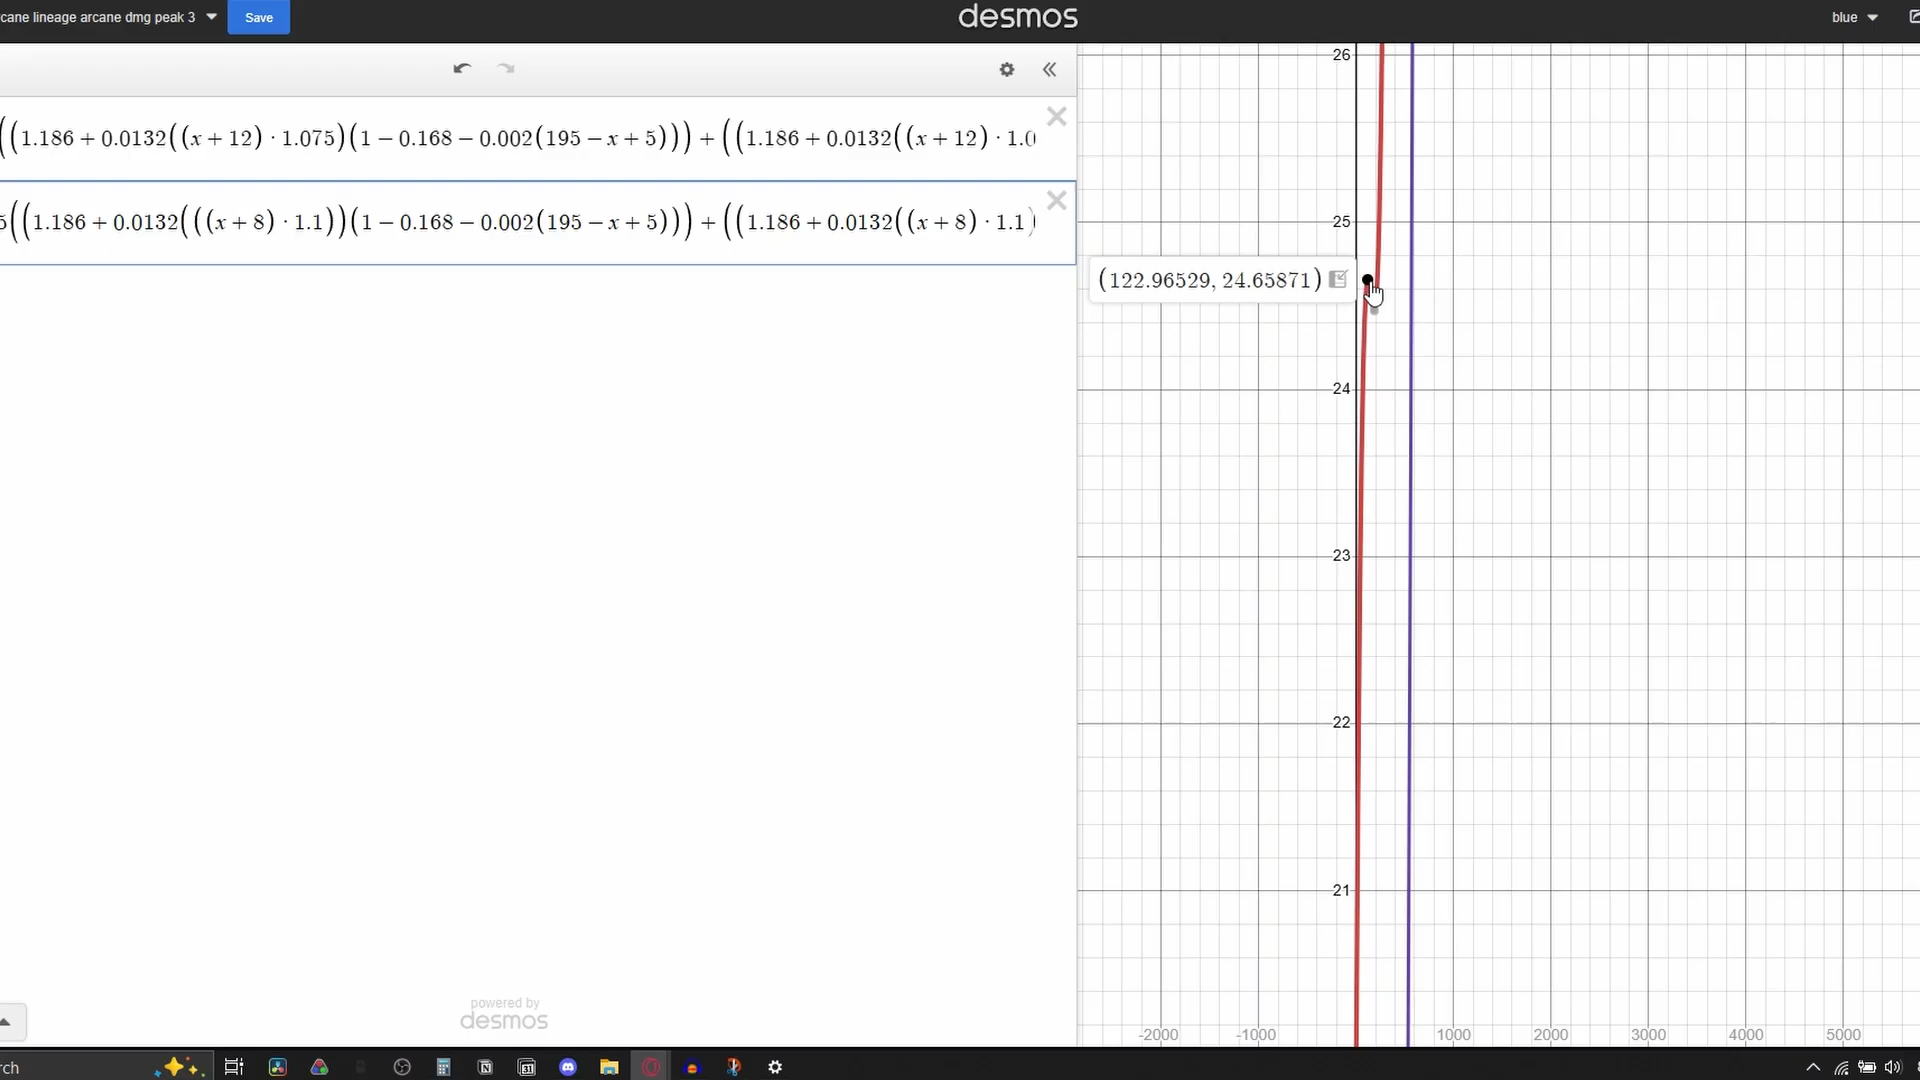 cane lineage arcane dmg peak 3
Save
desmos
blue
((1.186 + 0.0132((x + 12) · 1.075)(1 − 0.168 − 0.002(195 − x + 5))) + ((1.186 + 0.0132((x + 12) · 1.0
5((1.186 + 0.0132(((x + 8) · 1.1))(1 − 0.168 − 0.002(195 − x + 5))) + ((1.186 + 0.0132((x + 8) · 1.1)
26
25
(122.96529, 24.65871)
24
23
22
21
-2000 -1000 1000 2000 3000 4000 5000
powered by
desmos
rch
31